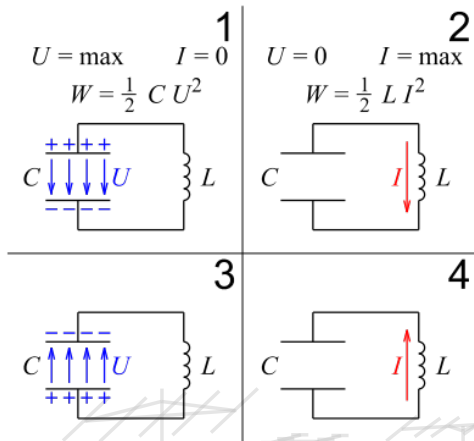 1
U = max I = 0
W = ½ C U²
+ + + +
C U L
− − − −
2
U = 0 I = max
W = ½ L I²
C I L
3
− − − −
C U L
+ + + +
4
C I L